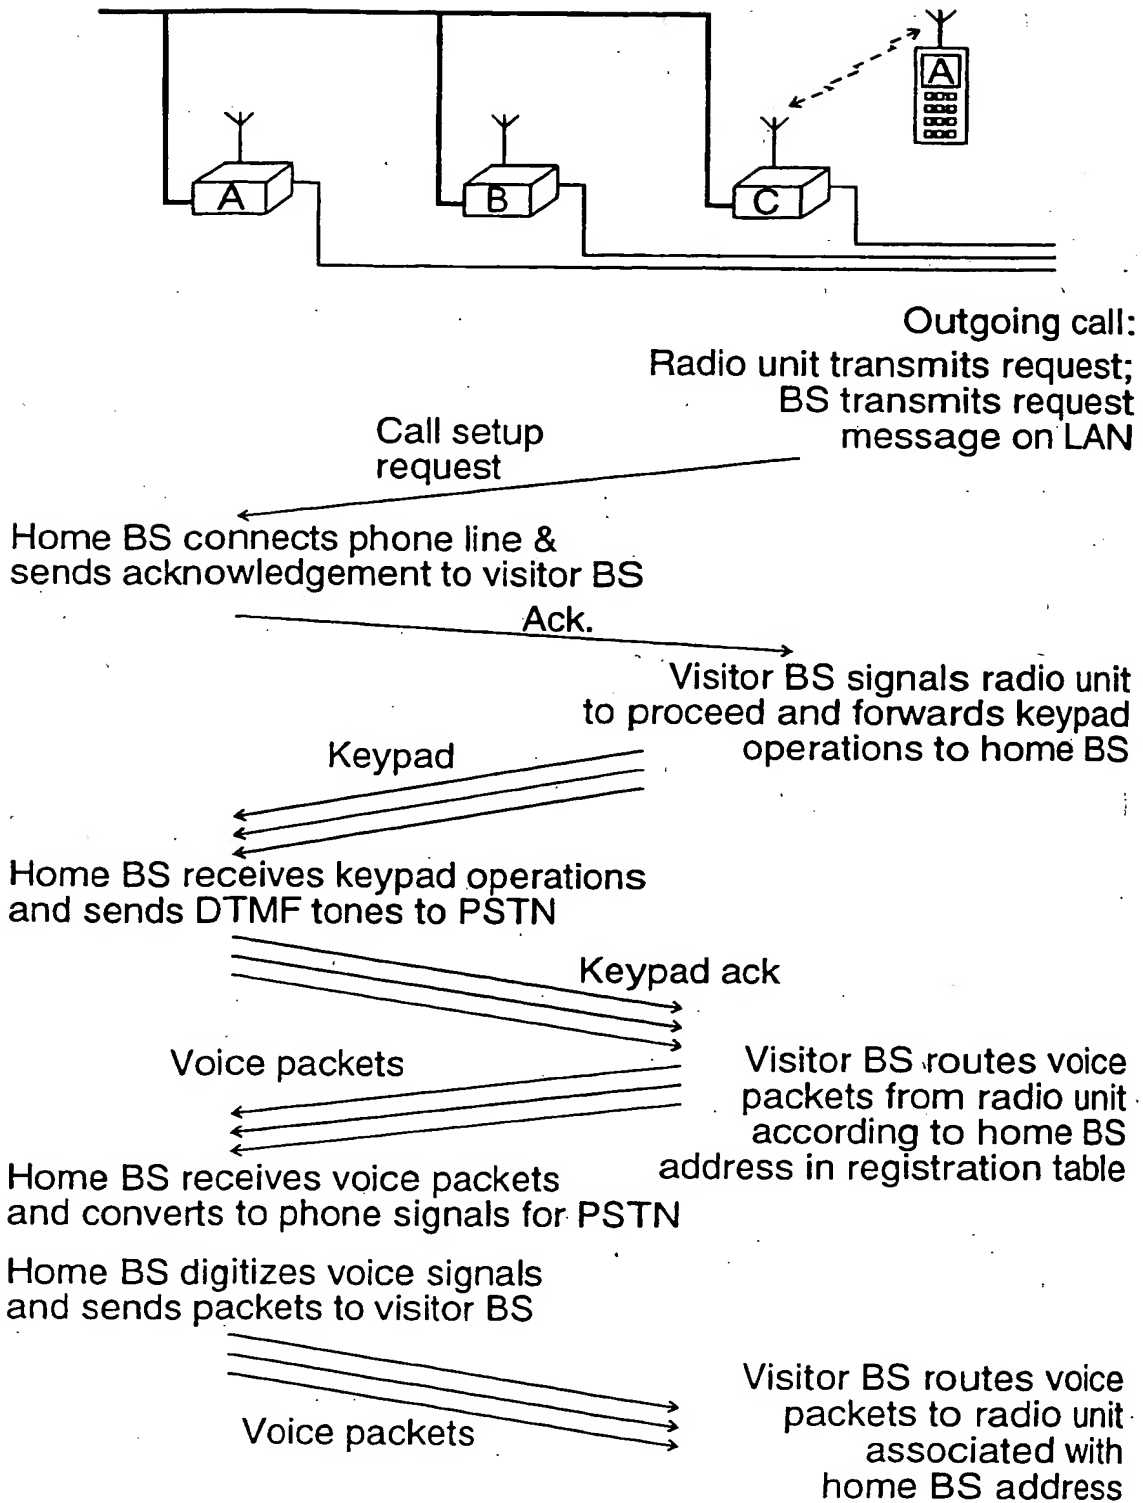 A
A
B
C
Outgoing call:
Radio unit transmits request;
BS transmits request
message on LAN
Call setup
request
Home BS connects phone line &
sends acknowledgement to visitor BS
Ack.
Visitor BS signals radio unit
to proceed and forwards keypad
operations to home BS
Keypad
Home BS receives keypad operations
and sends DTMF tones to PSTN
Keypad ack
Voice packets
Visitor BS routes voice
packets from radio unit
according to home BS
address in registration table
Home BS receives voice packets
and converts to phone signals for PSTN
Home BS digitizes voice signals
and sends packets to visitor BS
Voice packets
Visitor BS routes voice
packets to radio unit
associated with
home BS address